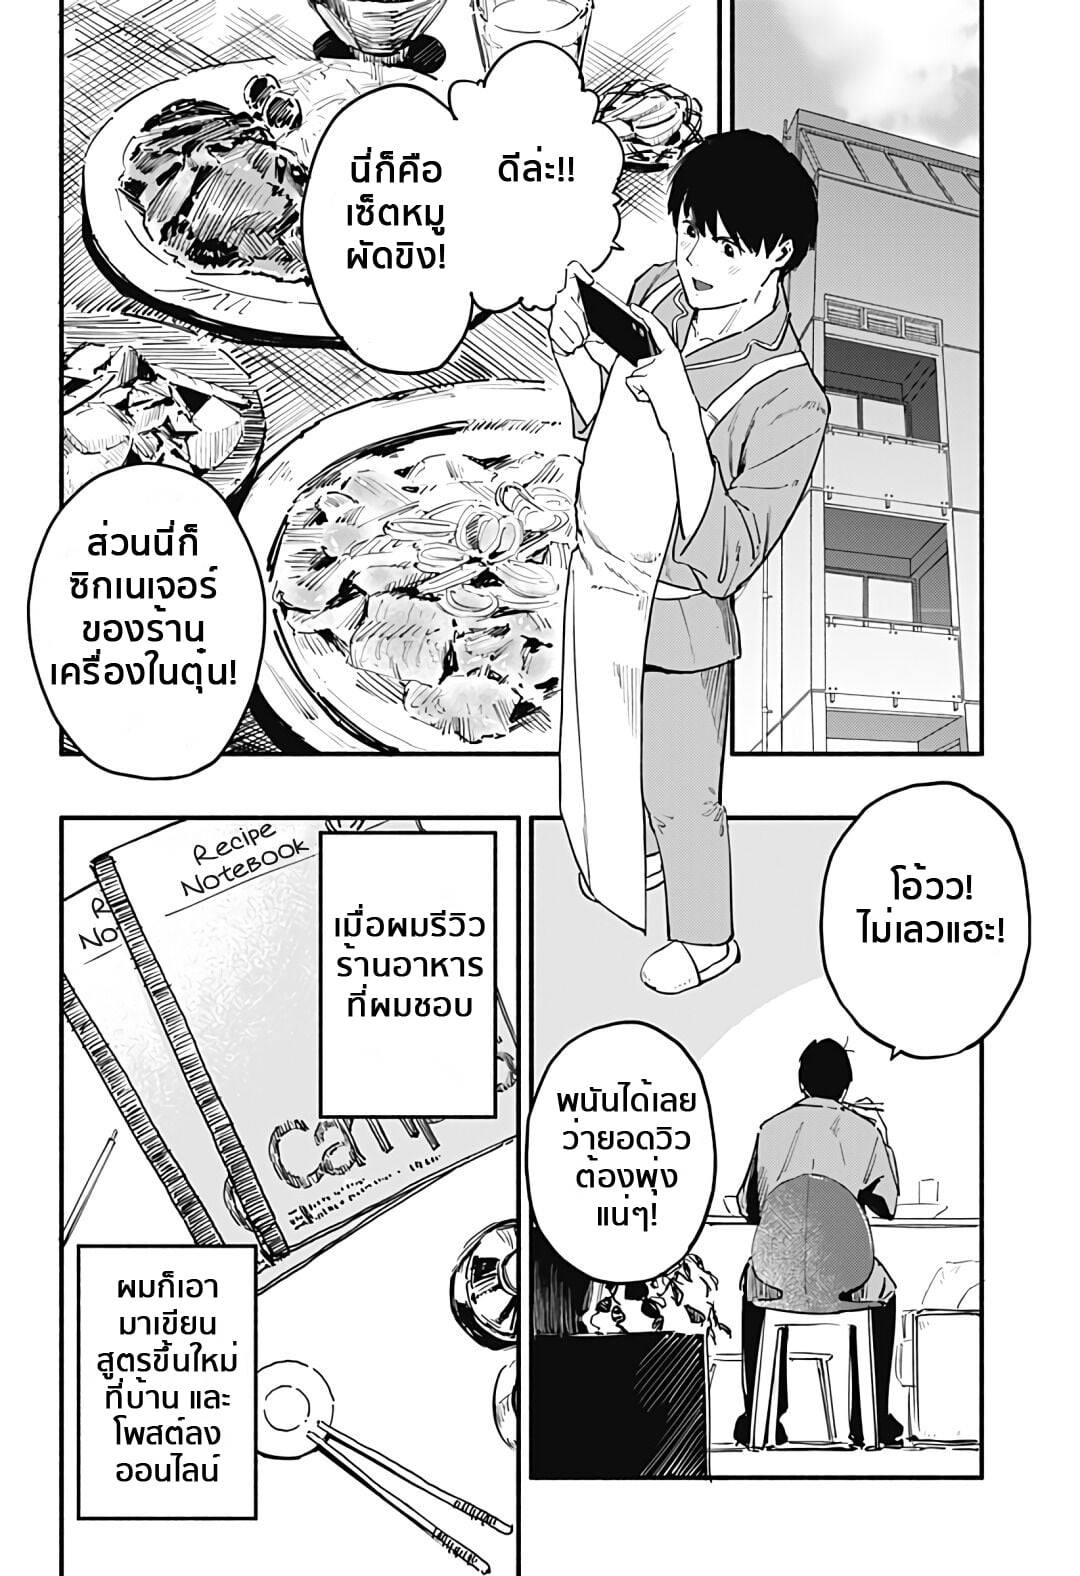 ดีล่ะ!!
นี่ก็คือ
เซ็ตหมู
ผัดขิง!
ส่วนนี่ก็
ซิกเนเจอร์
ของร้าน
เครื่องในตุ๋น!
โอ้วว!
ไม่เลวแฮะ!
พนันได้เลย
ว่ายอดวิว
ต้องพุ่ง
แน่ๆ!
Recipe
Notebook
R
No
เมื่อผมรีวิว
ร้านอาหาร
ที่ผมชอบ
camp
ผมก็เอา
มาเขียน
สูตรขึ้นใหม่
ที่บ้าน และ
โพสต์ลง
ออนไลน์